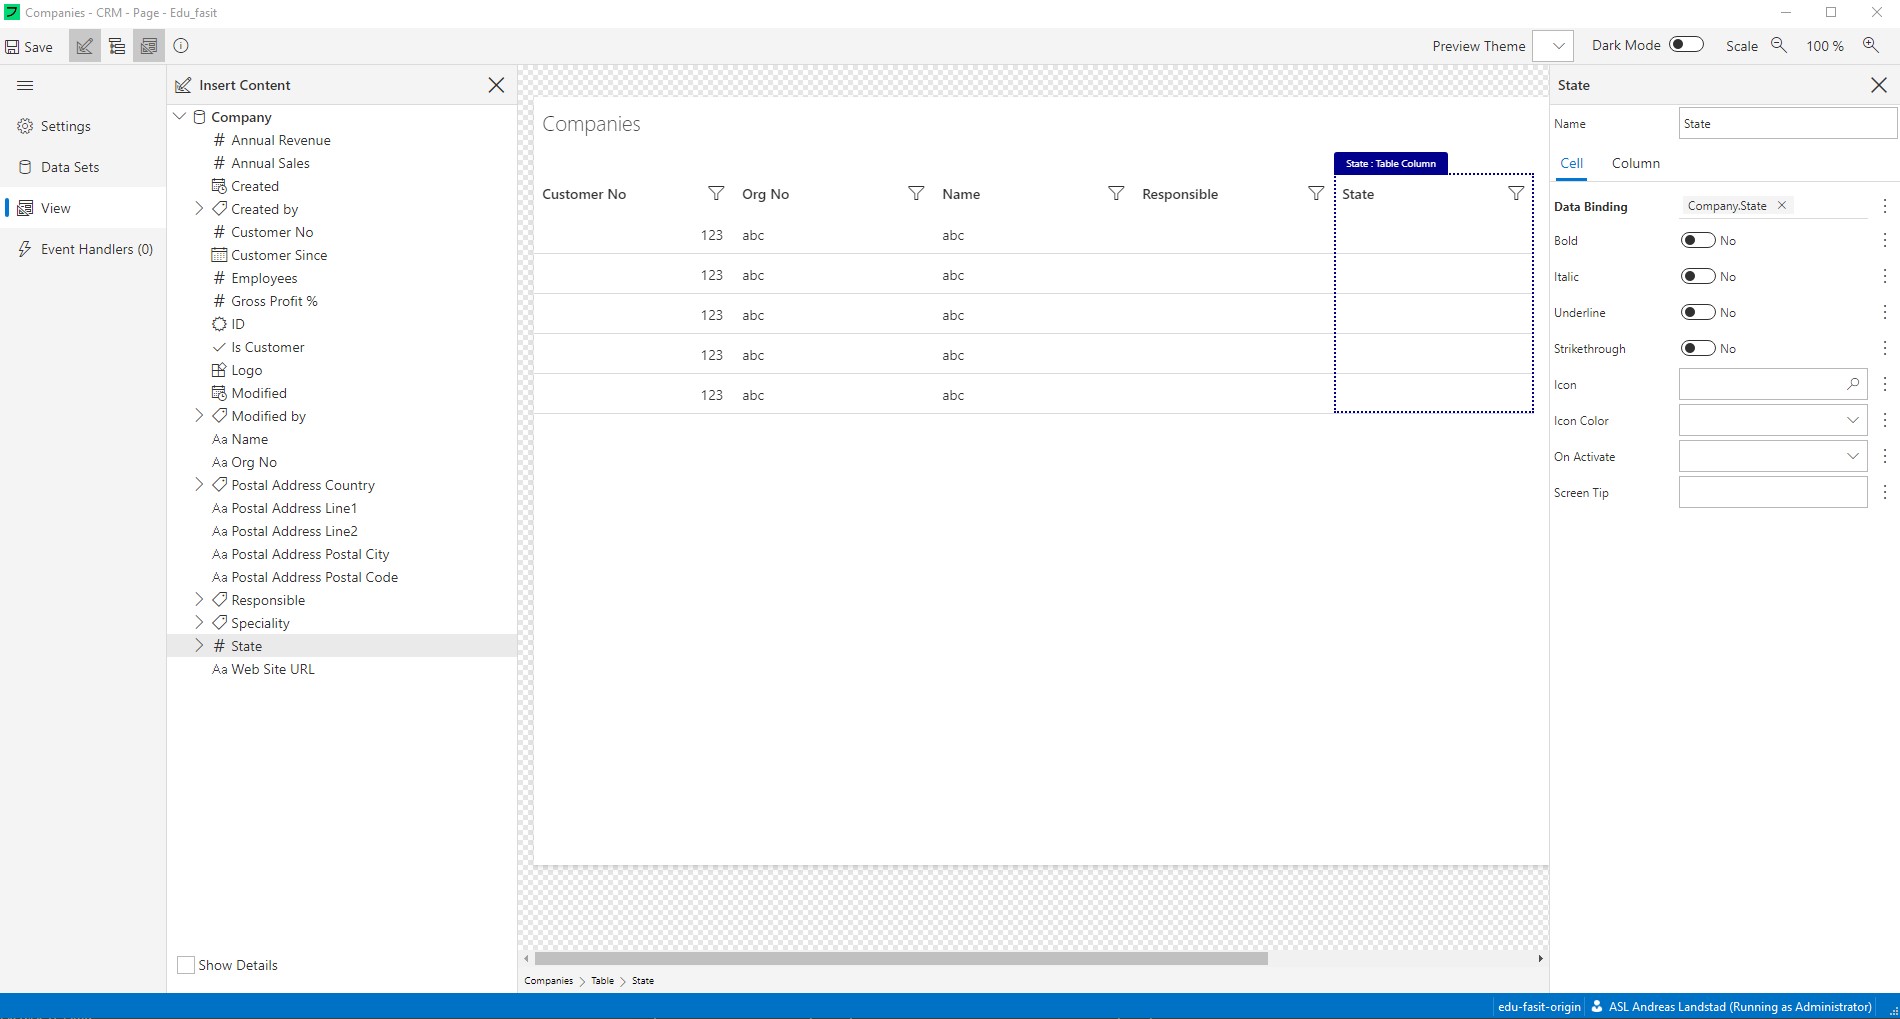 Companies - CRM - Page - Edu_fasit
Save
Preview Theme
Dark Mode
Scale
100 %
Settings
Data Sets
View
Event Handlers (0)
Insert Content
Company
# Annual Revenue
# Annual Sales
Created
Created by
# Customer No
Customer Since
# Employees
# Gross Profit %
ID
Is Customer
Logo
Modified
Modified by
Aa Name
Aa Org No
Postal Address Country
Aa Postal Address Line1
Aa Postal Address Line2
Aa Postal Address Postal City
Aa Postal Address Postal Code
Responsible
Speciality
# State
Aa Web Site URL
Show Details
Companies
State : Table Column
Customer No Org No Name Responsible State
123 abc abc
123 abc abc
123 abc abc
123 abc abc
123 abc abc
Companies > Table > State
State
Name State
Cell Column
Data Binding Company.State
Bold No
Italic No
Underline No
Strikethrough No
Icon
Icon Color
On Activate
Screen Tip
edu-fasit-origin ASL Andreas Landstad (Running as Administrator)